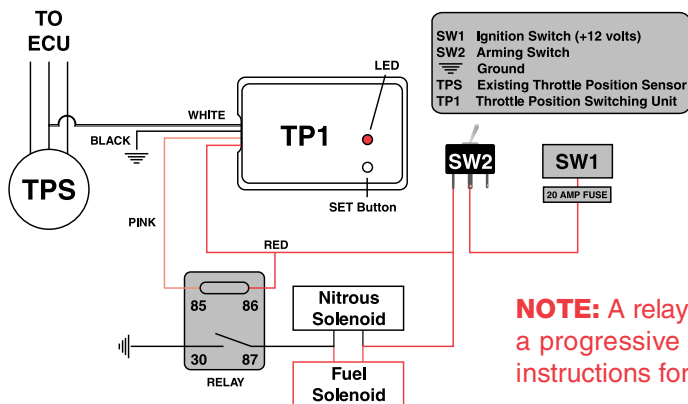 TO
ECU
SW1 Ignition Switch (+12 volts)
SW2 Arming Switch
Ground
TPS Existing Throttle Position Sensor
TP1 Throttle Position Switching Unit
LED
WHITE
BLACK
TP1
SW2
SW1
20 AMP FUSE
TPS
SET Button
PINK
RED
85 86
30 87
RELAY
Nitrous
Solenoid
Fuel
Solenoid
NOTE: A relay
a progressive
instructions for